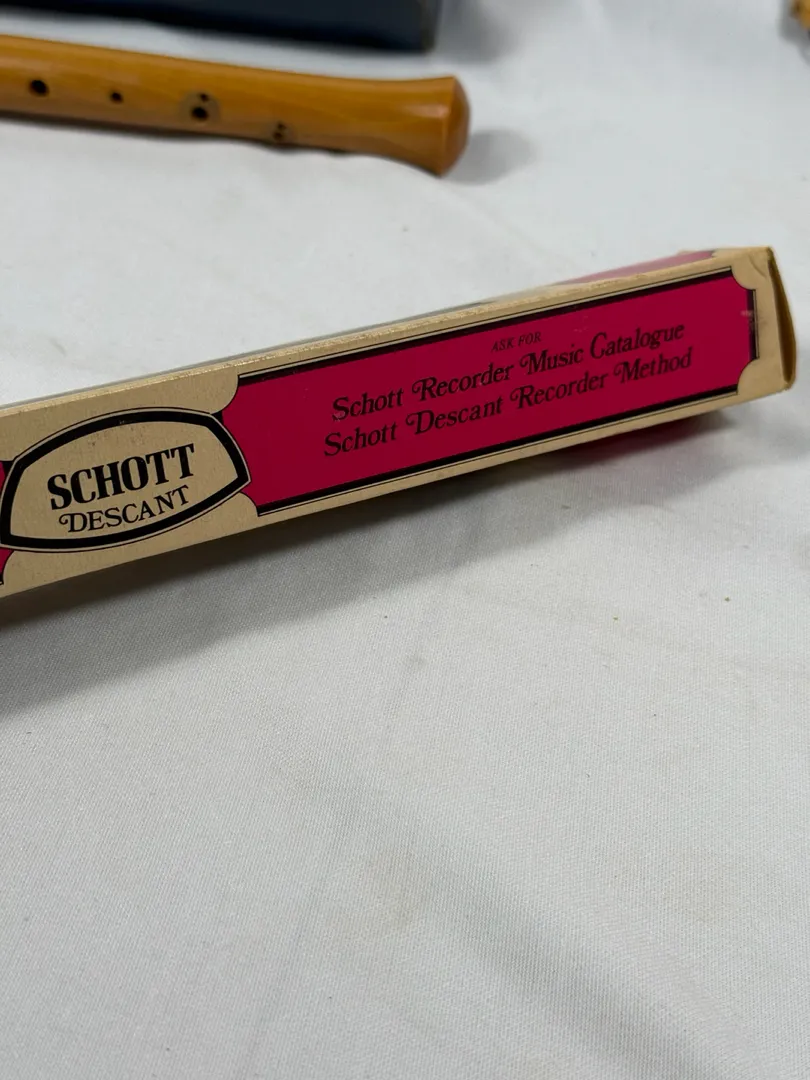 SCHOTT
DESCANT
ASK FOR
Schott Recorder Music Catalogue
Schott Descant Recorder Method